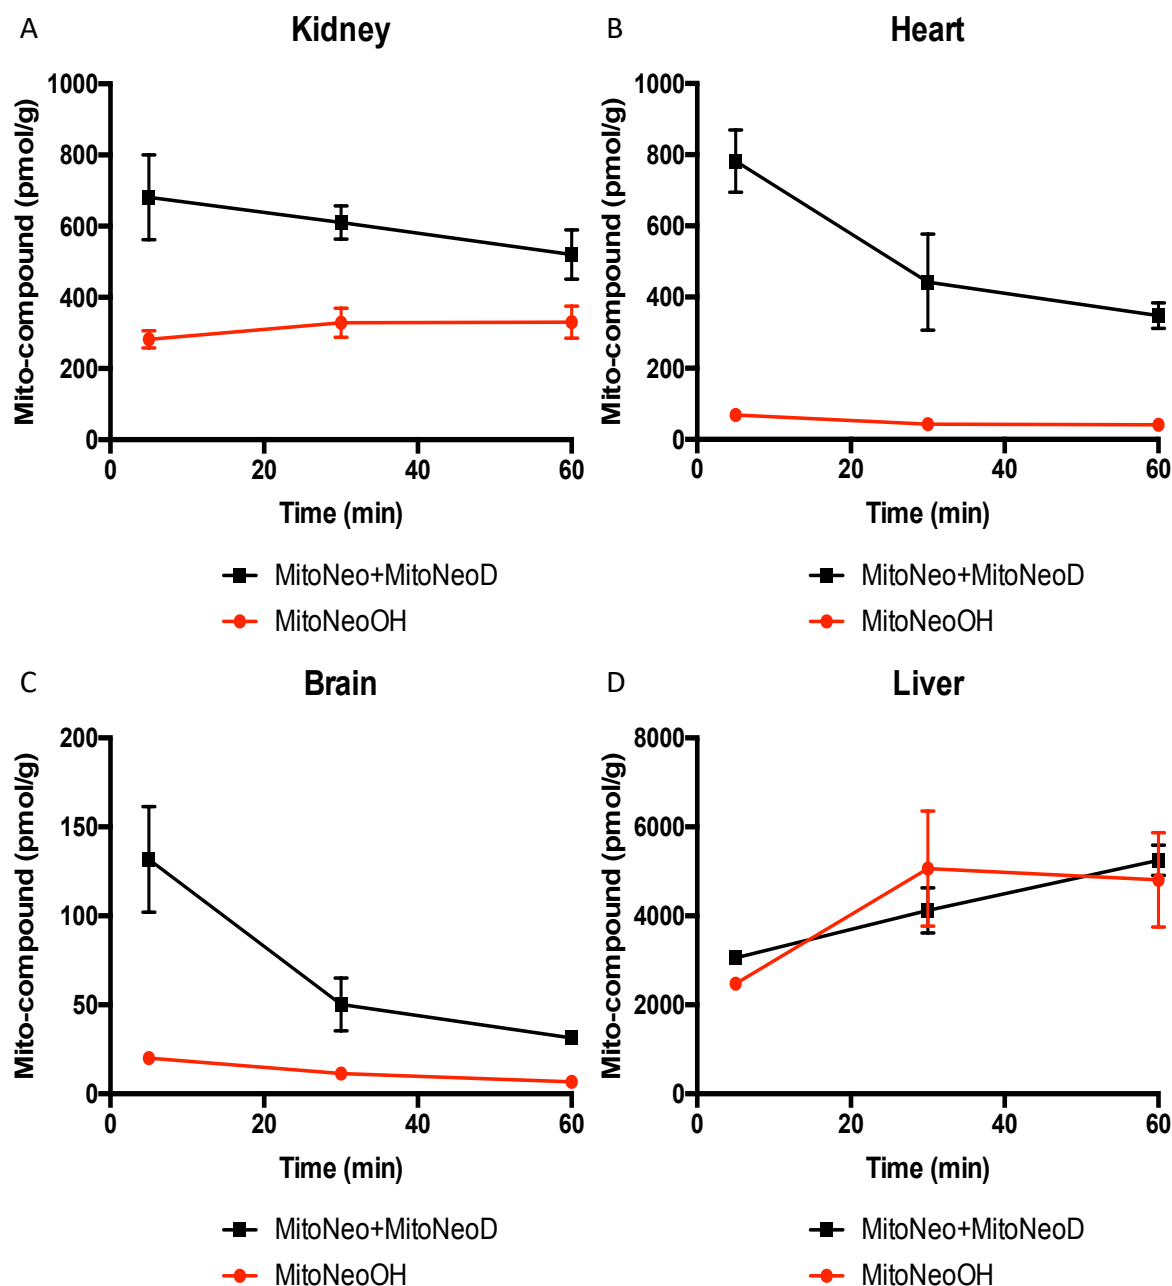 A
Kidney
Mito-compound (pmol/g)
1000
800
600
400
200
0
0 20 40 60
Time (min)
MitoNeo+MitoNeoD
MitoNeoOH
B
Heart
Mito-compound (pmol/g)
1000
800
600
400
200
0
0 20 40 60
Time (min)
MitoNeo+MitoNeoD
MitoNeoOH
C
Brain
Mito-compound (pmol/g)
200
150
100
50
0
0 20 40 60
Time (min)
MitoNeo+MitoNeoD
MitoNeoOH
D
Liver
Mito-compound (pmol/g)
8000
6000
4000
2000
0
0 20 40 60
Time (min)
MitoNeo+MitoNeoD
MitoNeoOH